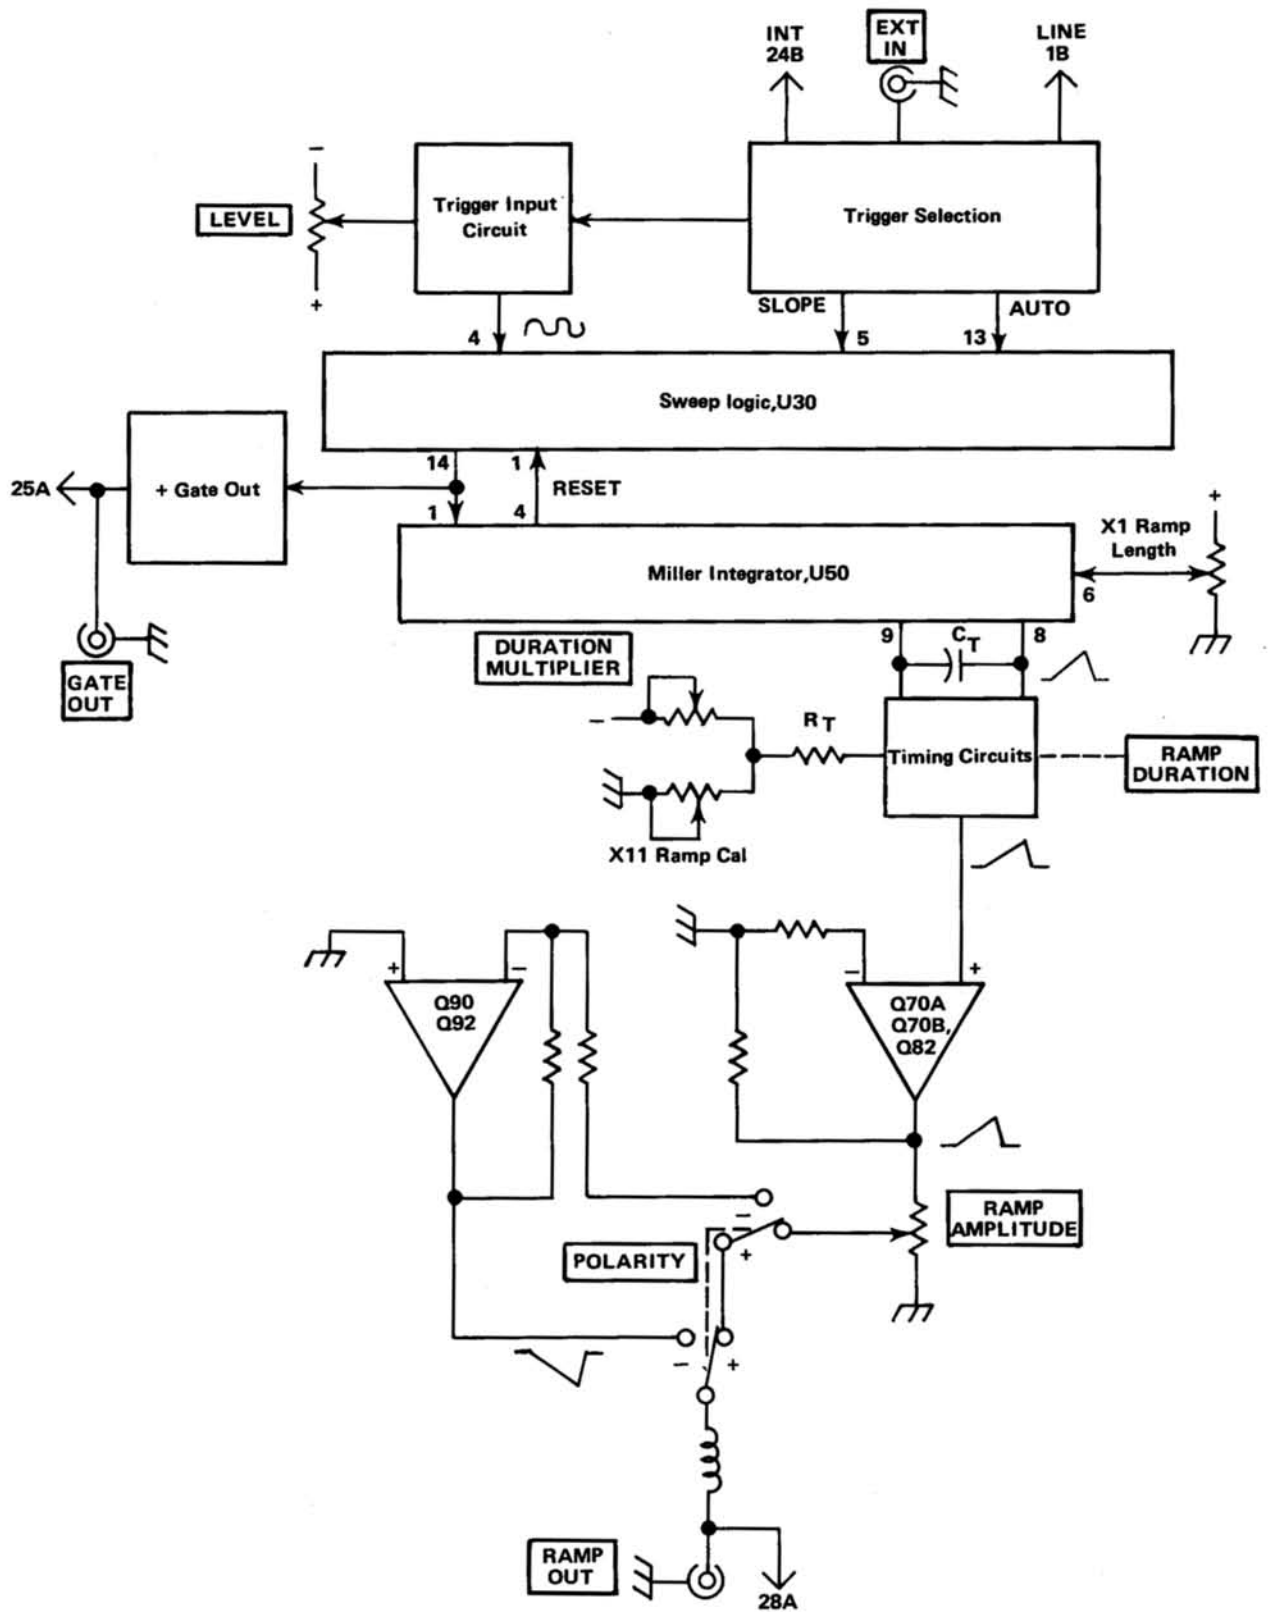 INT
24B
EXT
IN
LINE
1B
−
LEVEL
+
Trigger Input
Circuit
Trigger Selection
SLOPE
AUTO
4
5
13
Sweep logic,U30
14
1
RESET
25A
+ Gate Out
1
4
Miller Integrator,U50
+
X1 Ramp
Length
6
GATE
OUT
DURATION
MULTIPLIER
9
CT
8
−
RT
Timing Circuits
RAMP
DURATION
X11 Ramp Cal
+
−
Q90
Q92
−
+
Q70A
Q70B,
Q82
RAMP
AMPLITUDE
−
+
POLARITY
−
+
RAMP
OUT
28A